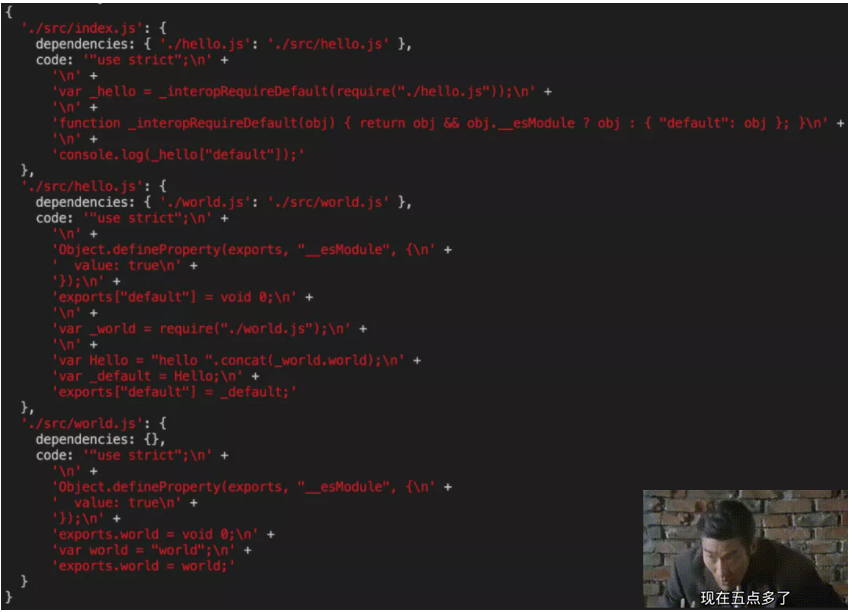 {
  './src/index.js': {
    dependencies: { './hello.js': './src/hello.js' },
    code: '"use strict";\n' +
      '\n' +
      'var _hello = _interopRequireDefault(require("./hello.js"));\n' +
      '\n' +
      'function _interopRequireDefault(obj) { return obj && obj.__esModule ? obj : { "default": obj }; }\n' +
      '\n' +
      'console.log(_hello["default"]);'
  },
  './src/hello.js': {
    dependencies: { './world.js': './src/world.js' },
    code: '"use strict";\n' +
      '\n' +
      'Object.defineProperty(exports, "__esModule", {\n' +
      '  value: true\n' +
      '});\n' +
      'exports["default"] = void 0;\n' +
      '\n' +
      'var _world = require("./world.js");\n' +
      '\n' +
      'var Hello = "hello ".concat(_world.world);\n' +
      'var _default = Hello;\n' +
      'exports["default"] = _default;'
  },
  './src/world.js': {
    dependencies: {},
    code: '"use strict";\n' +
      '\n' +
      'Object.defineProperty(exports, "__esModule", {\n' +
      '  value: true\n' +
      '});\n' +
      'exports.world = void 0;\n' +
      'var world = "world";\n' +
      'exports.world = world;'
  }
}
现在五点多了